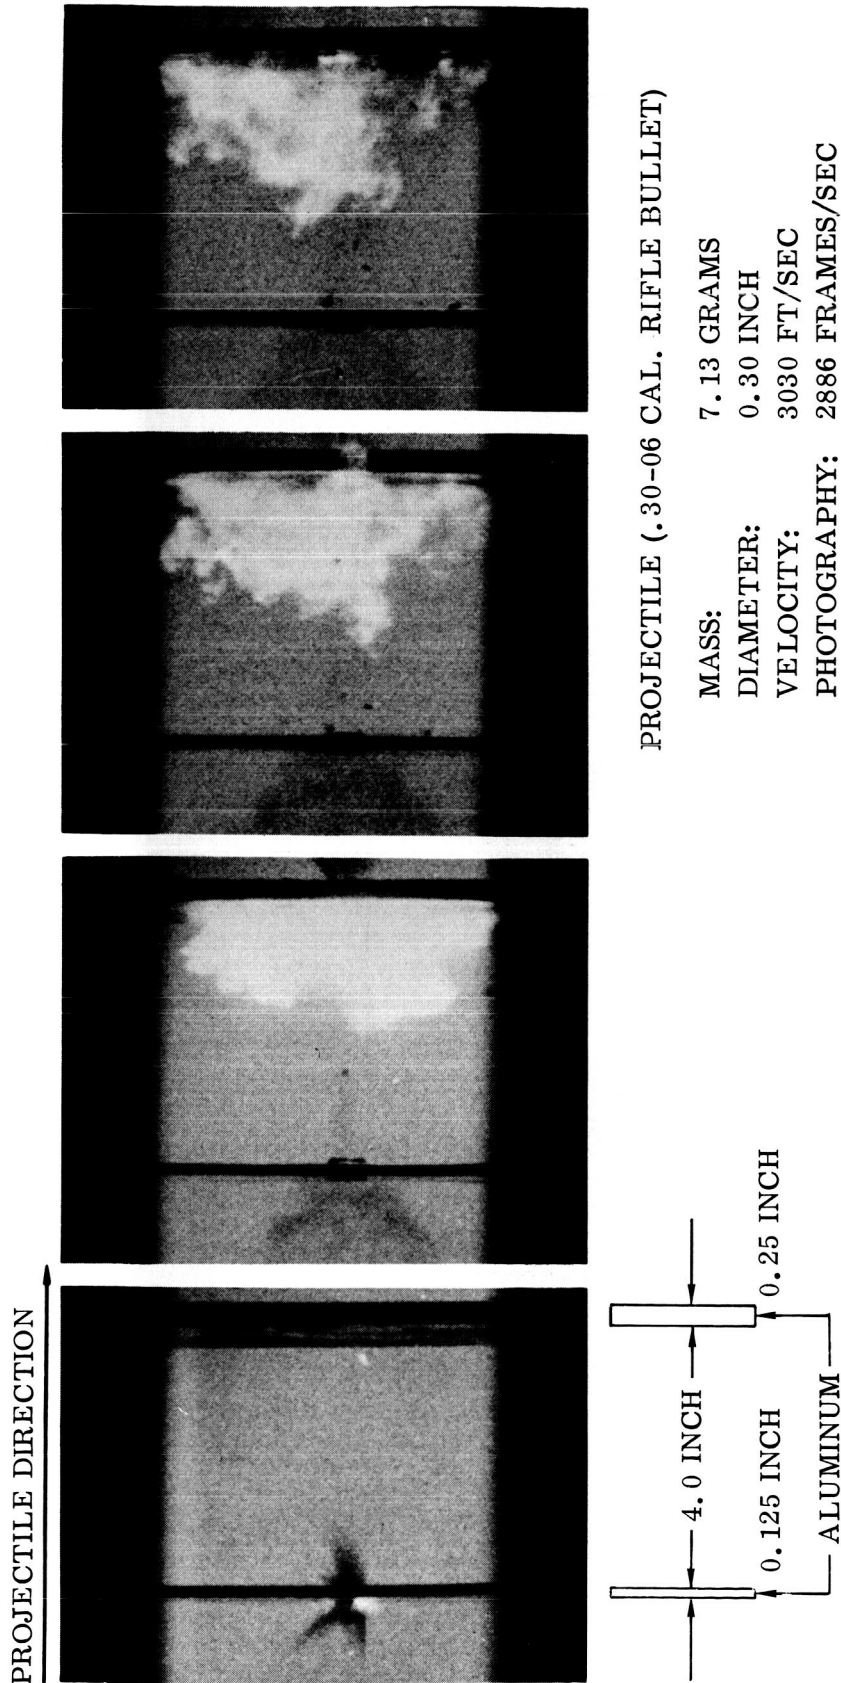 PROJECTILE DIRECTION
4.0 INCH
0.125 INCH
0.25 INCH
ALUMINUM
PROJECTILE (.30-06 CAL. RIFLE BULLET)
MASS: 7.13 GRAMS
DIAMETER: 0.30 INCH
VELOCITY: 3030 FT/SEC
PHOTOGRAPHY: 2886 FRAMES/SEC